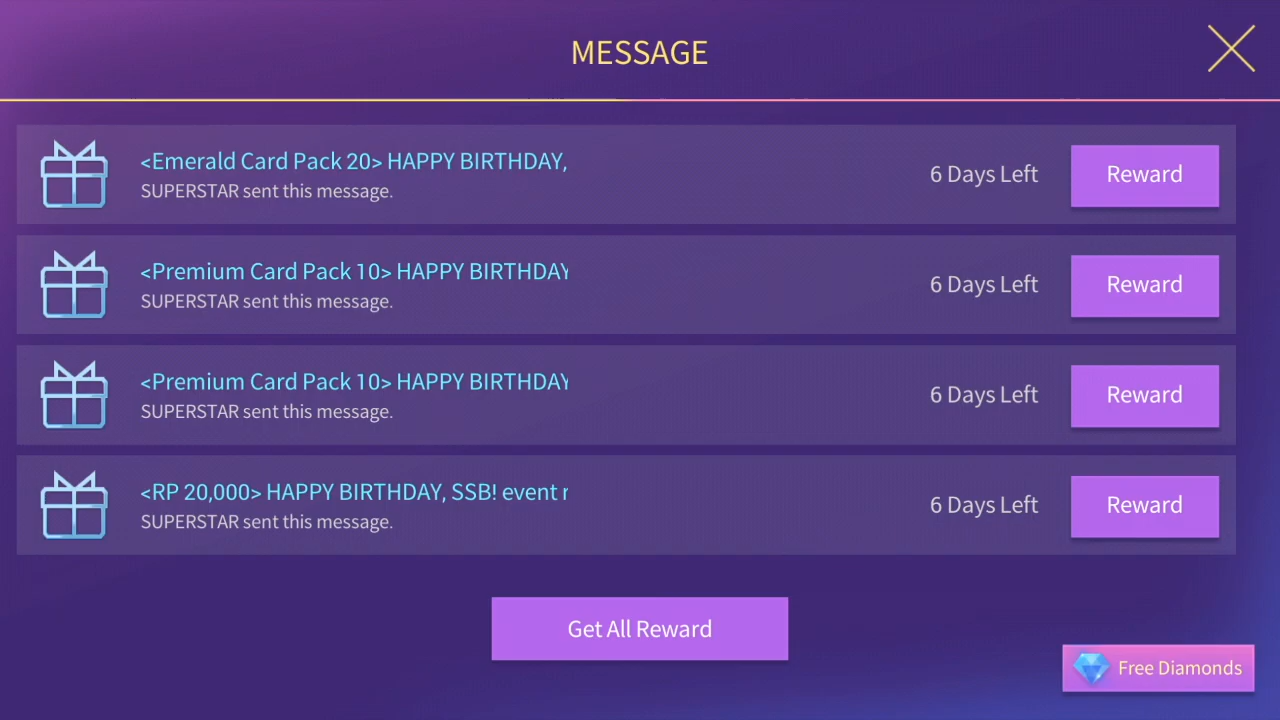 MESSAGE
<Emerald Card Pack 20> HAPPY BIRTHDAY,
SUPERSTAR sent this message.
6 Days Left
Reward
<Premium Card Pack 10> HAPPY BIRTHDAY
SUPERSTAR sent this message.
6 Days Left
Reward
<Premium Card Pack 10> HAPPY BIRTHDAY
SUPERSTAR sent this message.
6 Days Left
Reward
<RP 20,000> HAPPY BIRTHDAY, SSB! event
SUPERSTAR sent this message.
6 Days Left
Reward
Get All Reward
Free Diamonds